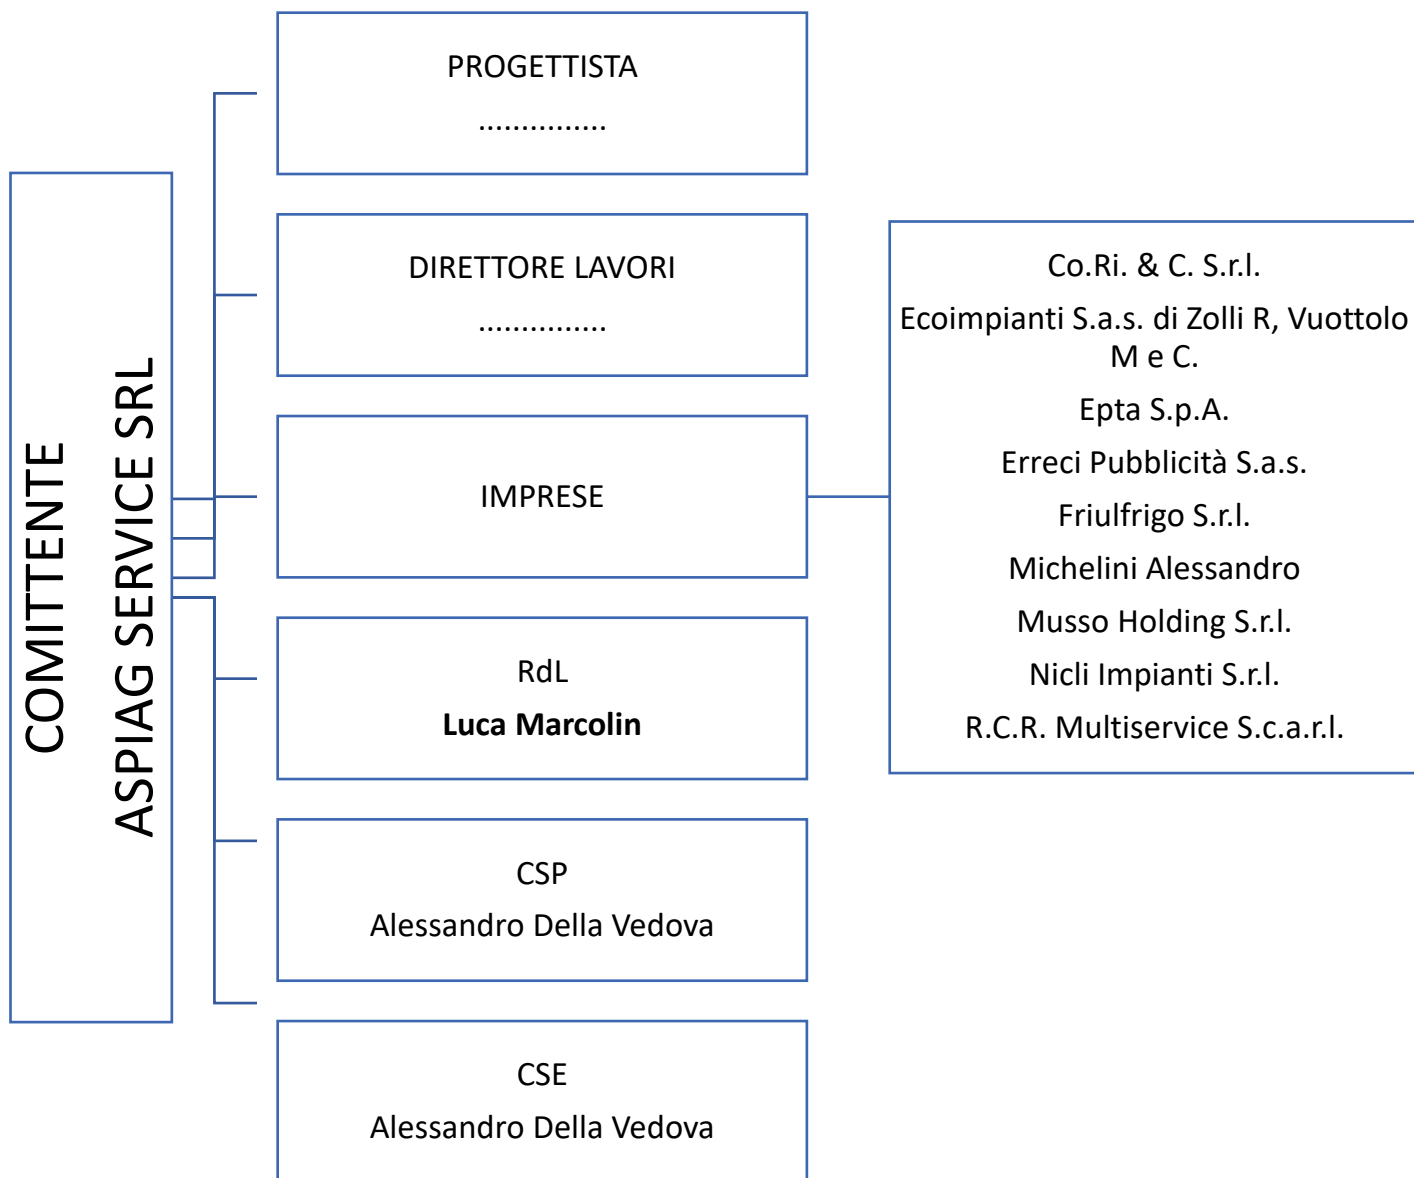 COMITTENTE
ASPIAG SERVICE SRL
PROGETTISTA
...............
DIRETTORE LAVORI
...............
IMPRESE
RdL
Luca Marcolin
CSP
Alessandro Della Vedova
CSE
Alessandro Della Vedova
Co.Ri. & C. S.r.l.
Ecoimpianti S.a.s. di Zolli R, Vuottolo
M e C.
Epta S.p.A.
Erreci Pubblicità S.a.s.
Friulfrigo S.r.l.
Michelini Alessandro
Musso Holding S.r.l.
Nicli Impianti S.r.l.
R.C.R. Multiservice S.c.a.r.l.